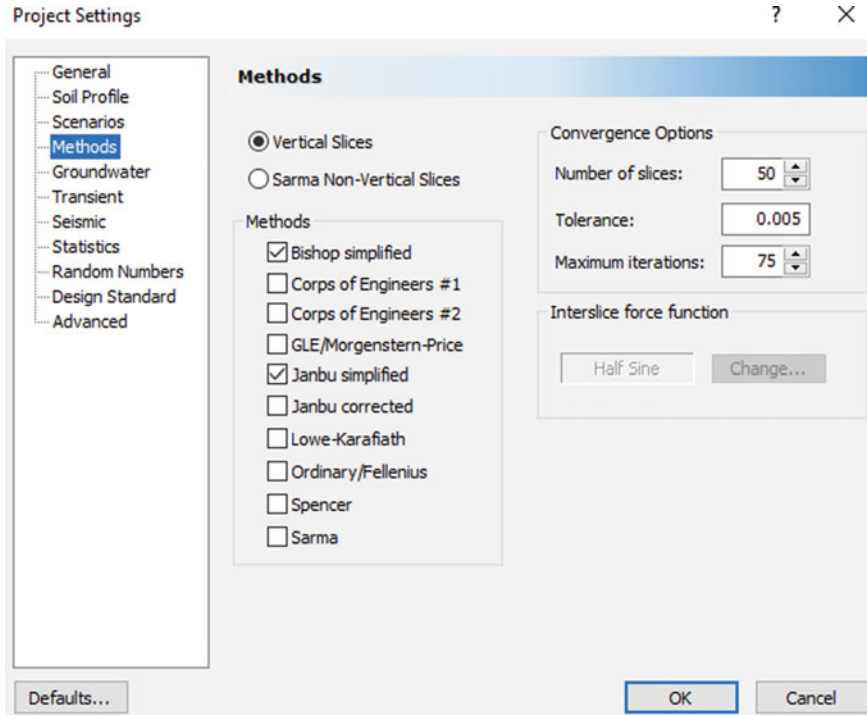 Project Settings
?
General
Soil Profile
Scenarios
Methods
Groundwater
Transient
Seismic
Statistics
Random Numbers
Design Standard
Advanced
Methods
Vertical Slices
Sarma Non-Vertical Slices
Methods
Bishop simplified
Corps of Engineers #1
Corps of Engineers #2
GLE/Morgenstern-Price
Janbu simplified
Janbu corrected
Lowe-Karafiath
Ordinary/Fellenius
Spencer
Sarma
Convergence Options
Number of slices: 50
Tolerance: 0.005
Maximum iterations: 75
Interslice force function
Half Sine Change...
Defaults... OK Cancel